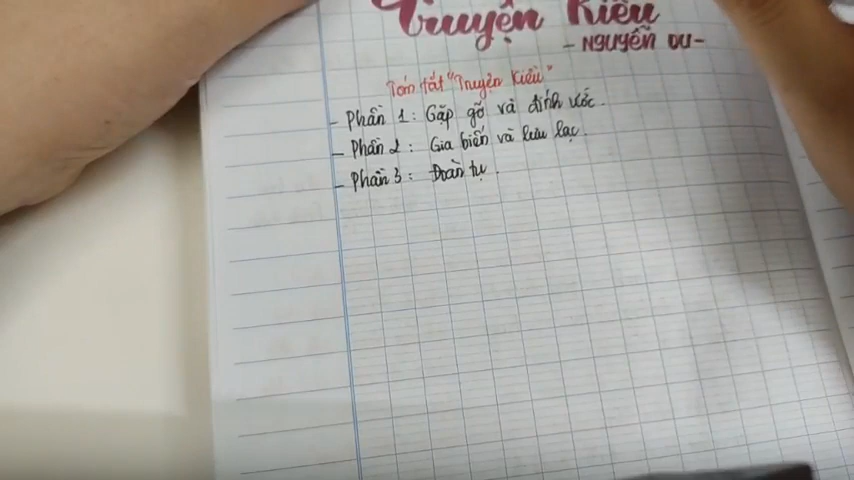 Truyện Kiều
- NGUYỄN DU -
Tóm tắt "Truyện Kiều"
- Phần 1: Gặp gỡ và đính ước.
- Phần 2: Gia biến và lưu lạc.
- Phần 3: Đoàn tụ.